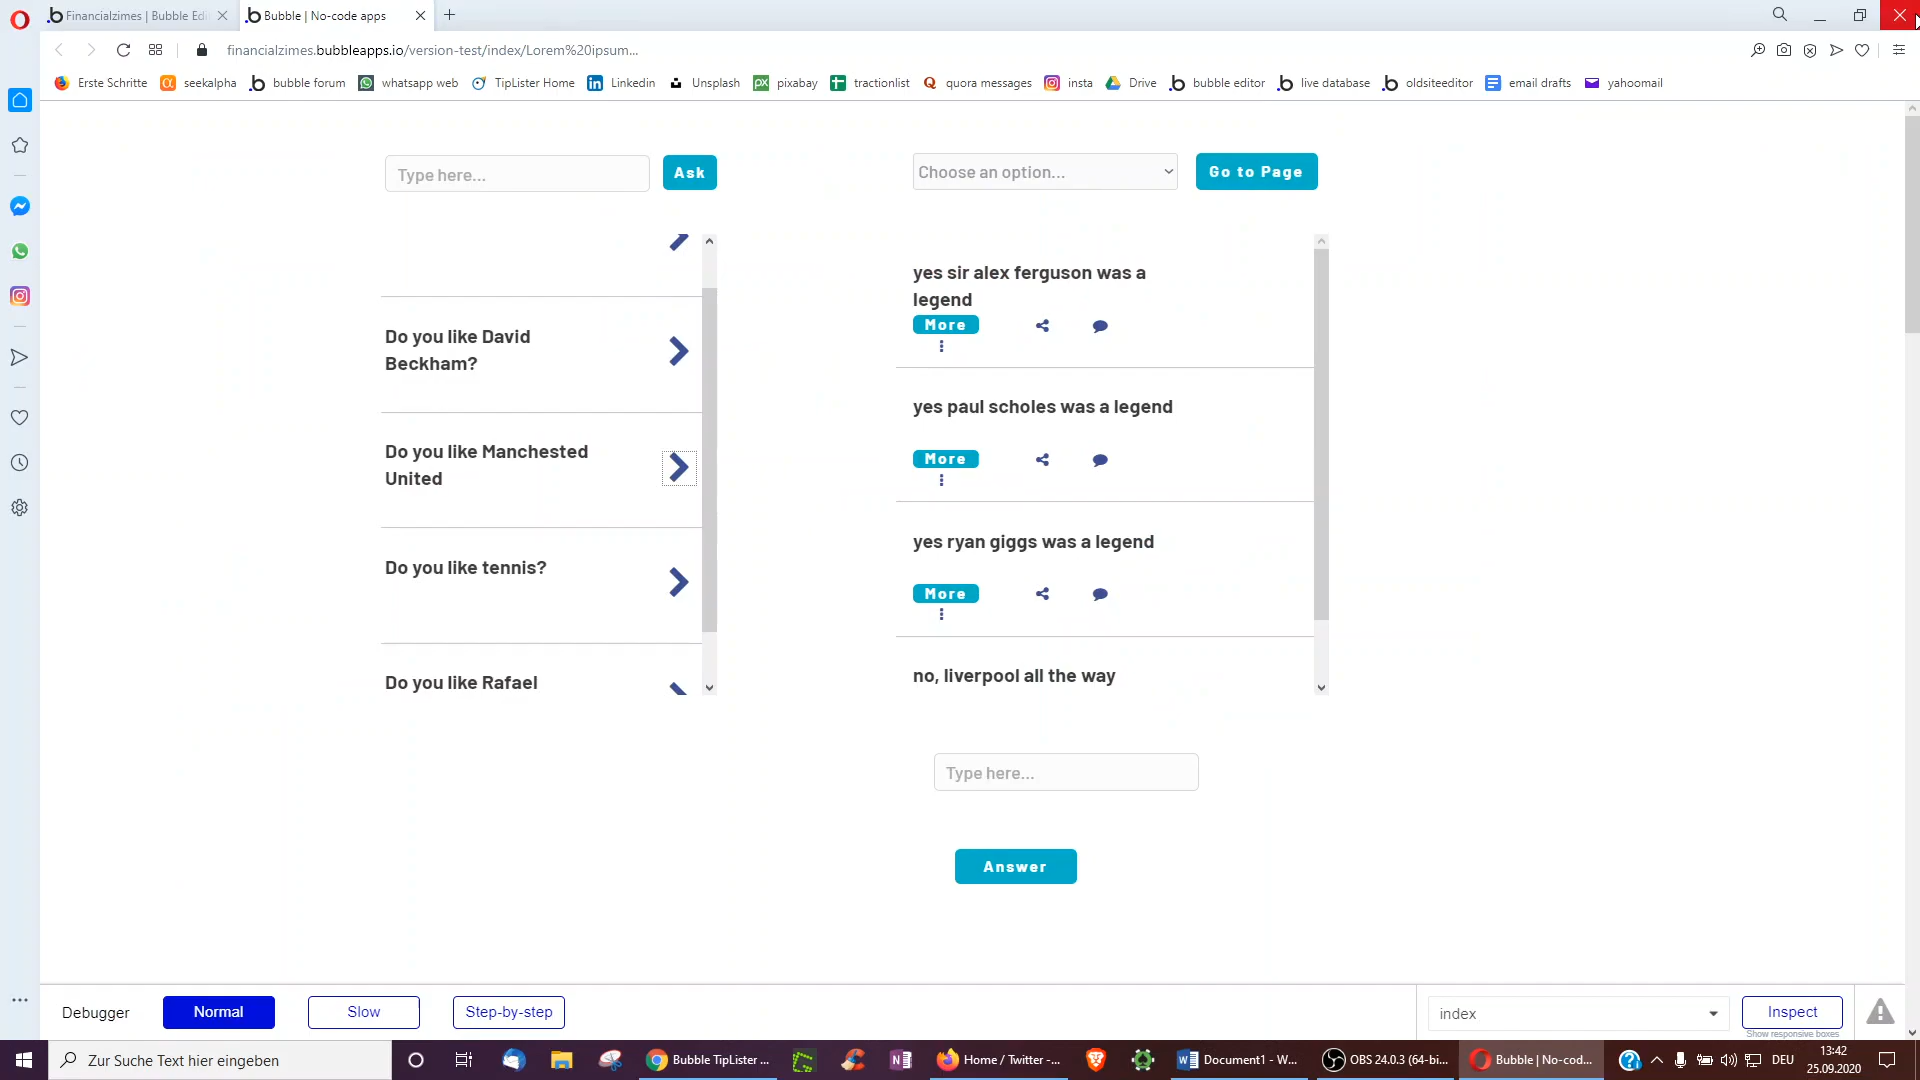 Financialzimes | Bubble Edi
Bubble | No-code apps
financialzimes.bubbleapps.io/version-test/index/Lorem%20ipsum...
Erste Schritte
seekalpha
bubble forum
whatsapp web
TipLister Home
Linkedin
Unsplash
pixabay
tractionlist
quora messages
insta
Drive
bubble editor
live database
oldsiteeditor
email drafts
yahoomail
Type here...
Ask
Choose an option...
Go to Page
Do you like David
Beckham?
Do you like Manchested
United
Do you like tennis?
Do you like Rafael
yes sir alex ferguson was a
legend
More
yes paul scholes was a legend
More
yes ryan giggs was a legend
More
no, liverpool all the way
Type here...
Answer
Debugger
Normal
Slow
Step-by-step
index
Inspect
Show responsive boxes
Zur Suche Text hier eingeben
Bubble TipLister ...
Home / Twitter -...
Document1 - W...
OBS 24.0.3 (64-bi...
Bubble | No-cod...
DEU
13:42
25.09.2020